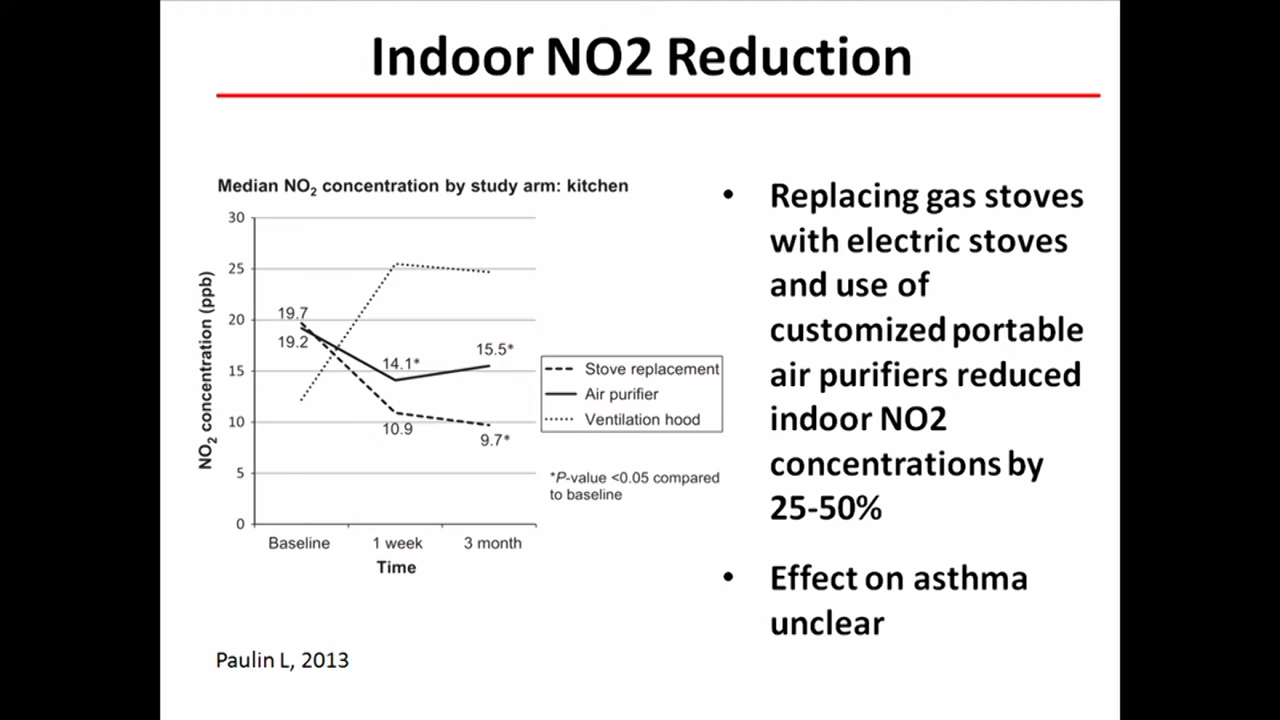 Indoor NO2 Reduction
Median NO2 concentration by study arm: kitchen
NO2 concentration (ppb)
30
25
20
15
10
5
0
19.7
19.2
14.1*
15.5*
10.9
9.7*
Baseline
1 week
3 month
Time
Stove replacement
Air purifier
Ventilation hood
*P-value <0.05 compared
to baseline
• Replacing gas stoves
with electric stoves
and use of
customized portable
air purifiers reduced
indoor NO2
concentrations by
25-50%
• Effect on asthma
unclear
Paulin L, 2013